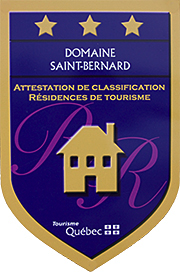 DOMAINE
SAINT-BERNARD
ATTESTATION DE CLASSIFICATION
RÉSIDENCES DE TOURISME
R R
Tourisme
Québec